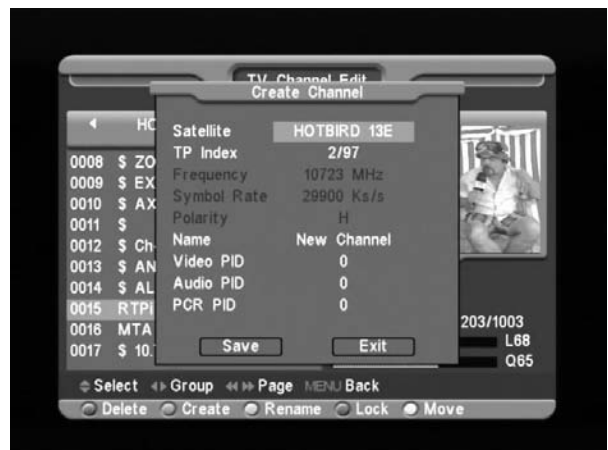 TV Channel Edit
Create Channel
HO
Satellite HOTBIRD 13E
TP Index 2/97
Frequency 10723 MHz
Symbol Rate 29900 Ks/s
Polarity H
Name New Channel
Video PID 0
Audio PID 0
PCR PID 0
Save Exit
0008 $ ZO
0009 $ EX
0010 $ AX
0011 $
0012 $ Ch
0013 $ AN
0014 $ AL
0015 RTPi
0016 MTA
0017 $ 10.
203/1003
L68
Q65
Select Group Page MENU Back
Delete Create Rename Lock Move